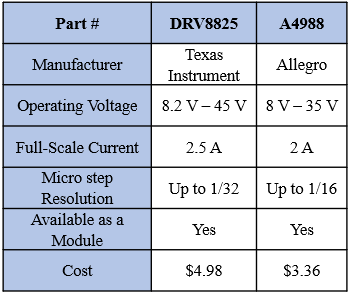 Part # DRV8825 A4988
Manufacturer Texas Instrument Allegro
Operating Voltage 8.2 V – 45 V 8 V – 35 V
Full-Scale Current 2.5 A 2 A
Micro step Resolution Up to 1/32 Up to 1/16
Available as a Module Yes Yes
Cost $4.98 $3.36